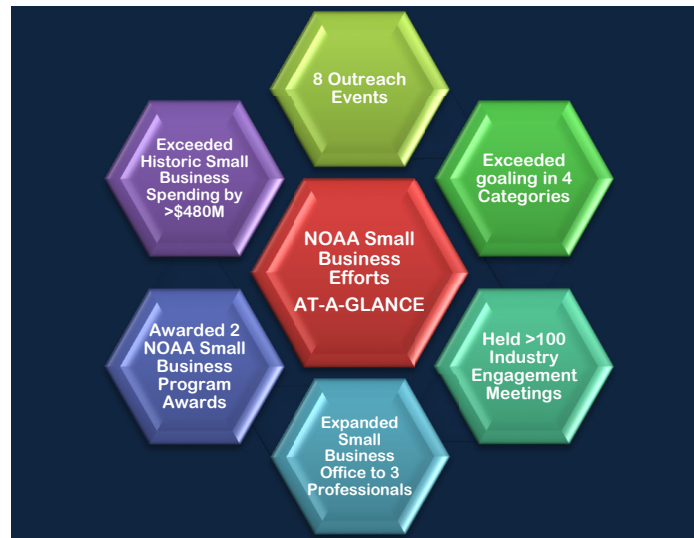 8 Outreach
Events
Exceeded
Historic Small
Business
Spending by
>$480M
Exceeded
goaling in 4
Categories
NOAA Small
Business
Efforts
AT-A-GLANCE
Awarded 2
NOAA Small
Business
Program
Awards
Held >100
Industry
Engagement
Meetings
Expanded
Small
Business
Office to 3
Professionals